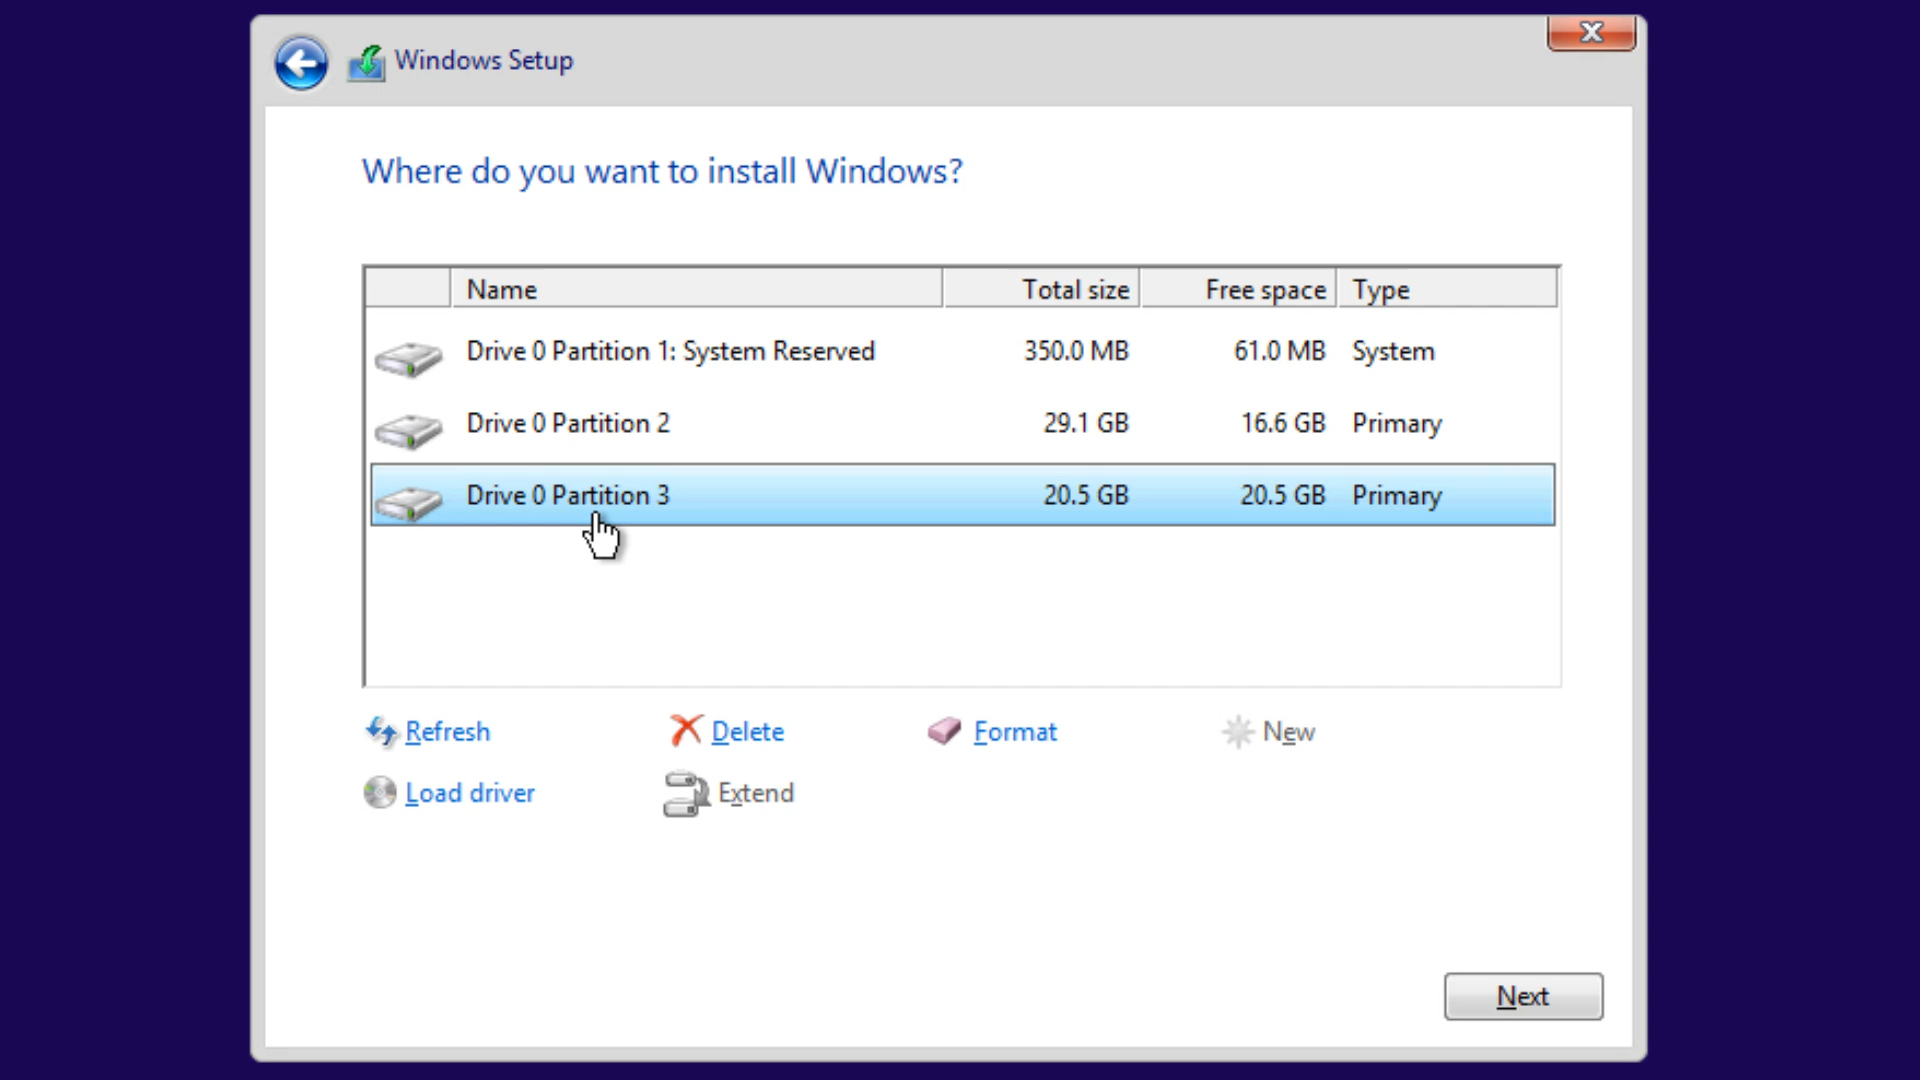 Windows Setup
Where do you want to install Windows?
Name Total size Free space Type
Drive 0 Partition 1: System Reserved 350.0 MB 61.0 MB System
Drive 0 Partition 2 29.1 GB 16.6 GB Primary
Drive 0 Partition 3 20.5 GB 20.5 GB Primary
Refresh Delete Format New
Load driver Extend
Next